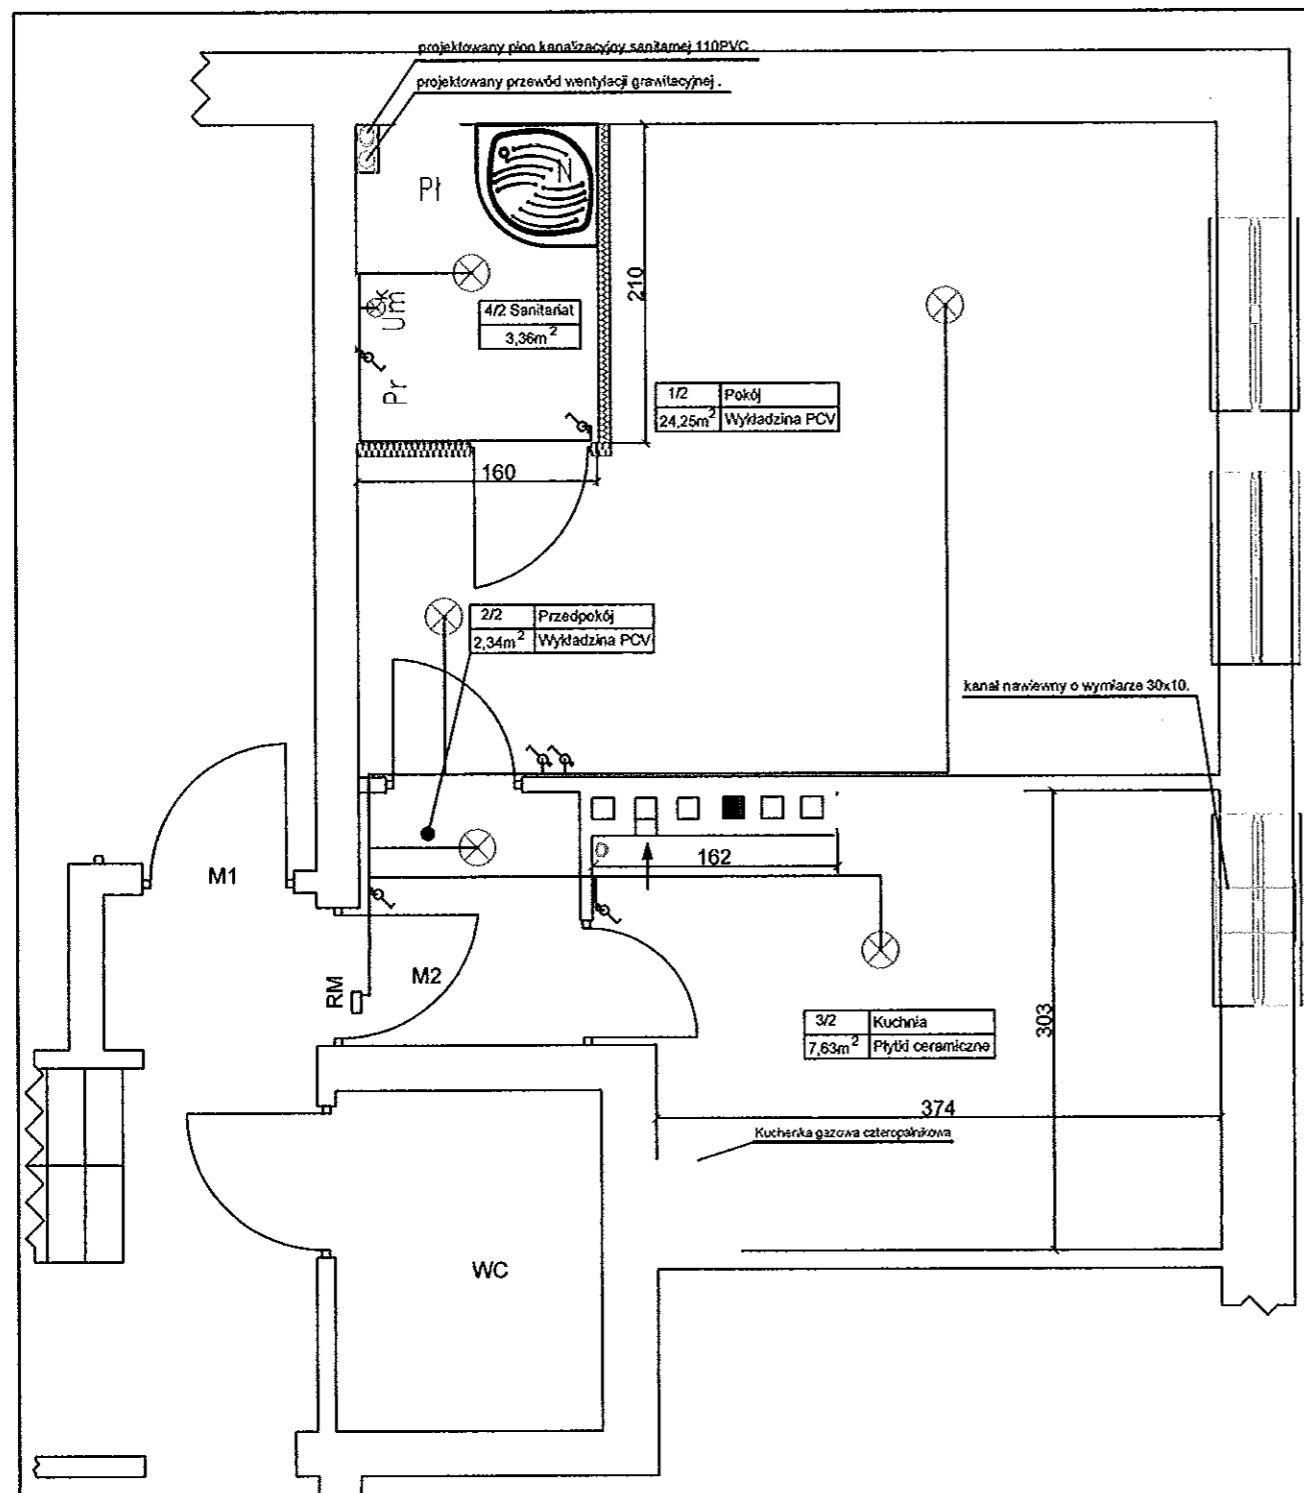 projektowany pion kanalizacyjny sanitarnej 110PVC
projektowany przewód wentylacji grawitacyjnej .
Pł
N
210
Umk
4/2 Sanitariat
3,36m²
Pr
1/2 Pokój
24,25m² Wykładzina PCV
160
2/2 Przedpokój
2,34m² Wykładzina PCV
kanał nawiewny o wymiarze 30x10.
M1
162
M2
RM
3/2 Kuchnia
7,63m² Płytki ceramiczne
303
374
Kuchenka gazowa czteropalnikowa
WC